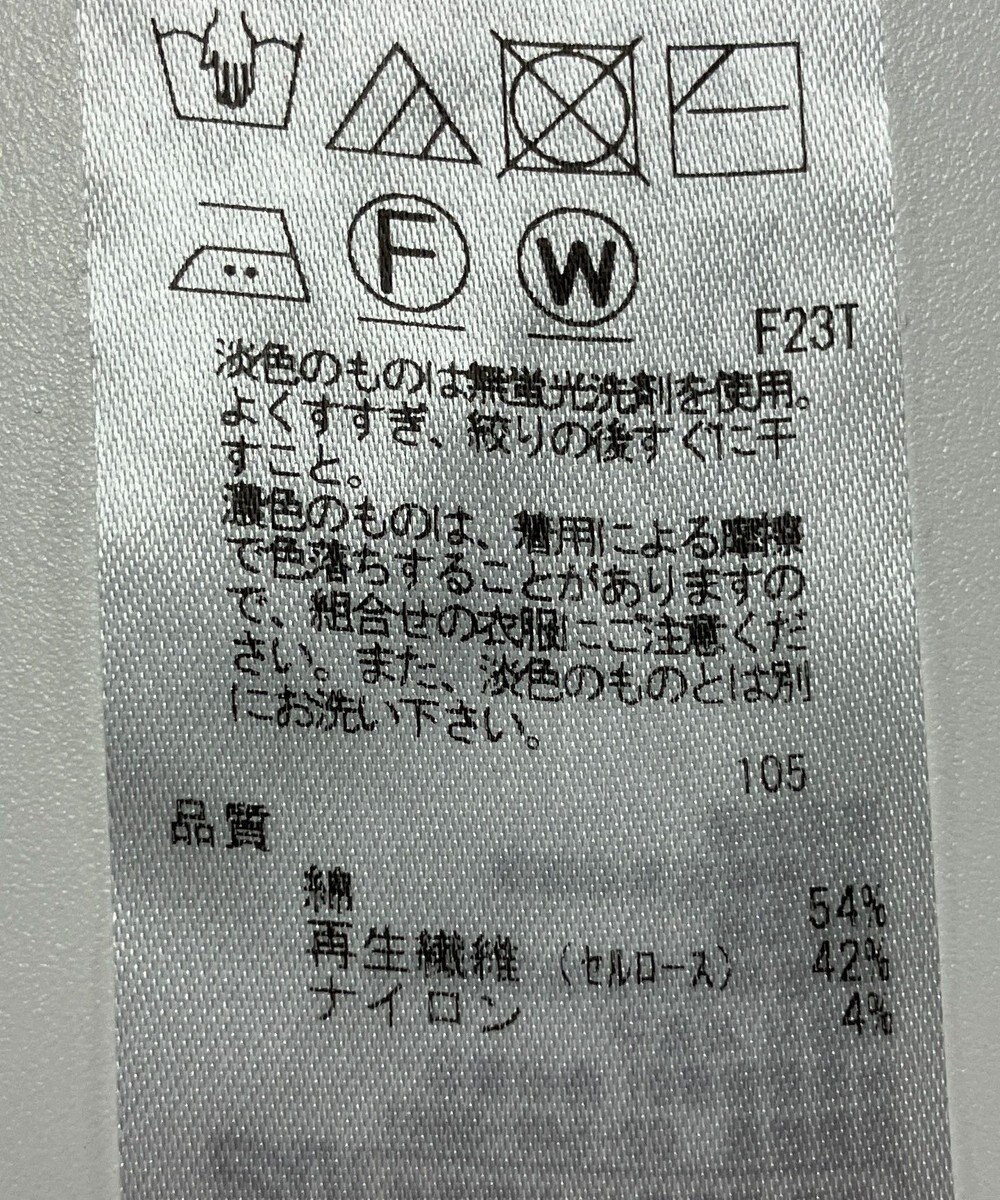 F W
F23T
淡色のものは無蛍光洗剤を使用。
よくすすぎ、絞りの後すぐに干
すこと。
濃色のものは、着用による摩擦
で色落ちすることがありますの
で、組合せの衣服にご注意くだ
さい。また、淡色のものとは別
にお洗い下さい。
105
品質
綿 54%
再生繊維（セルロース） 42%
ナイロン 4%